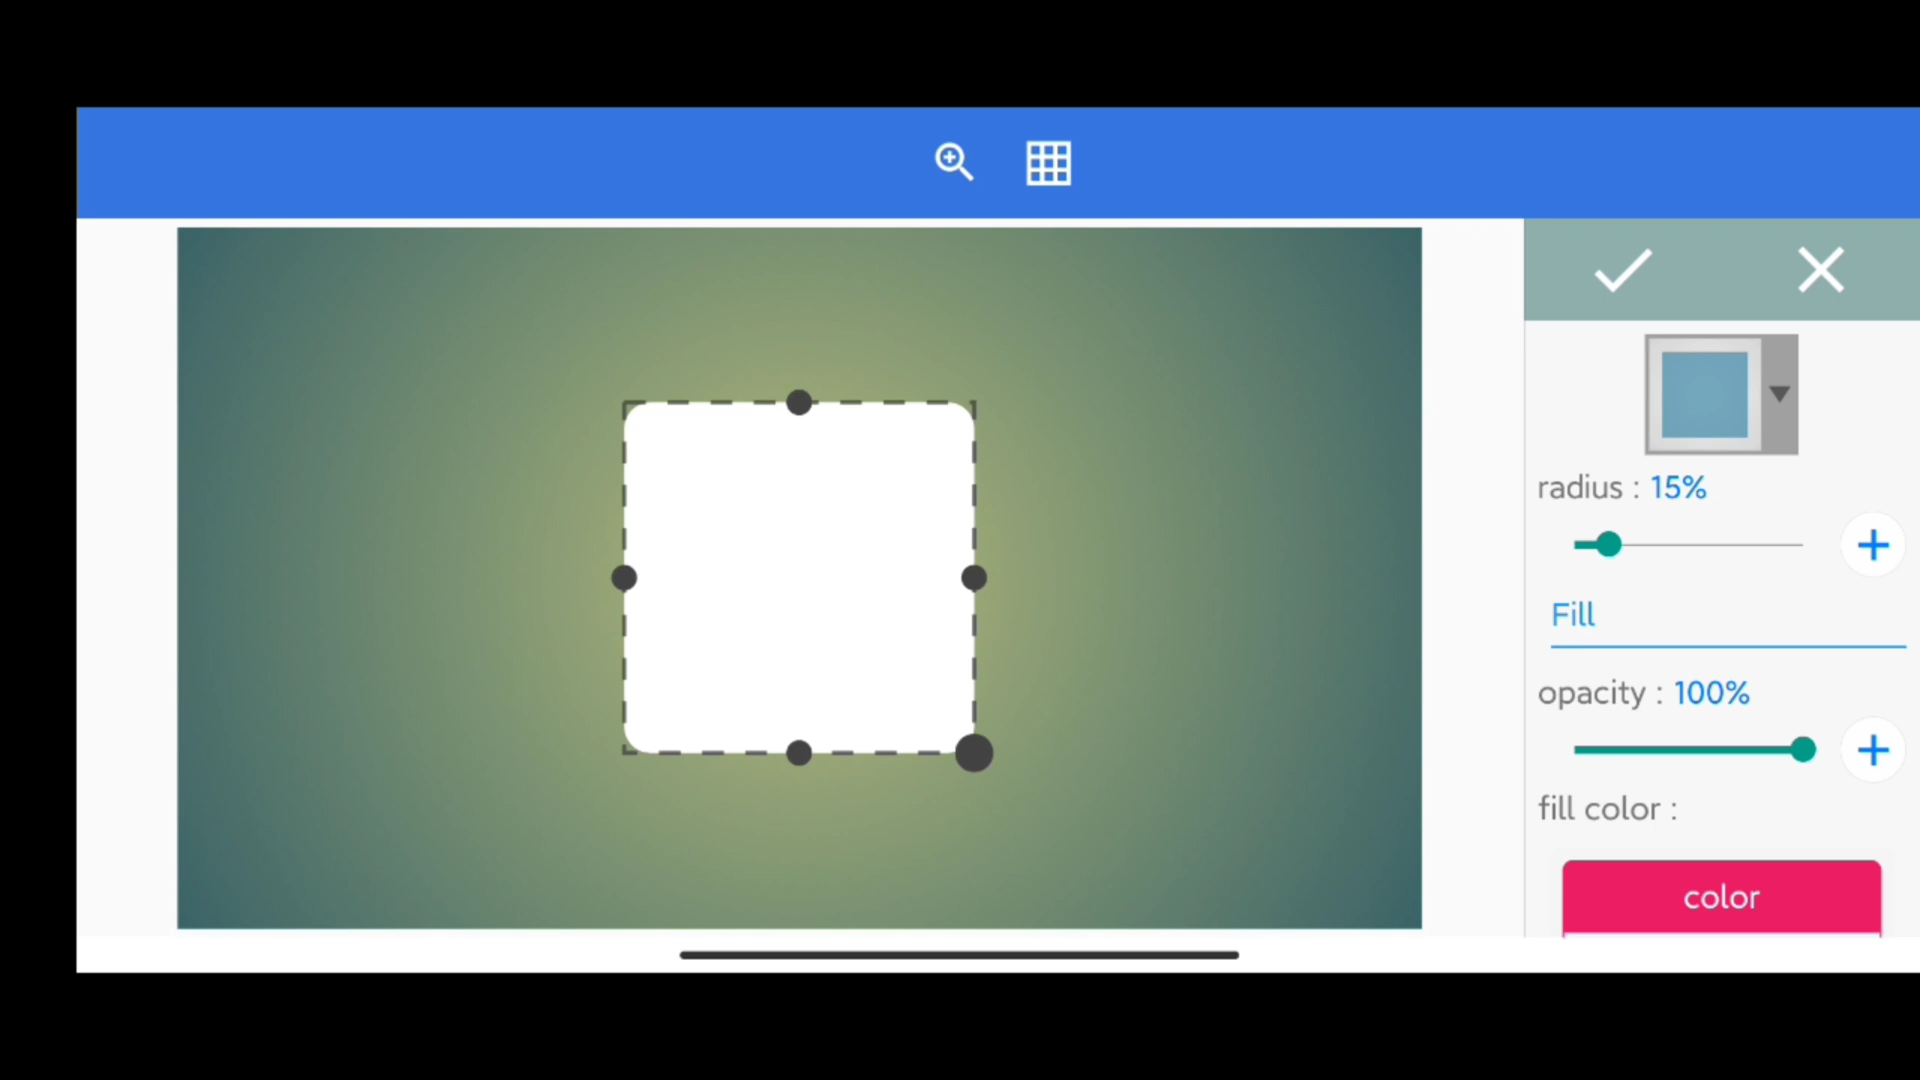 radius : 15%
Fill
opacity : 100%
fill color :
color